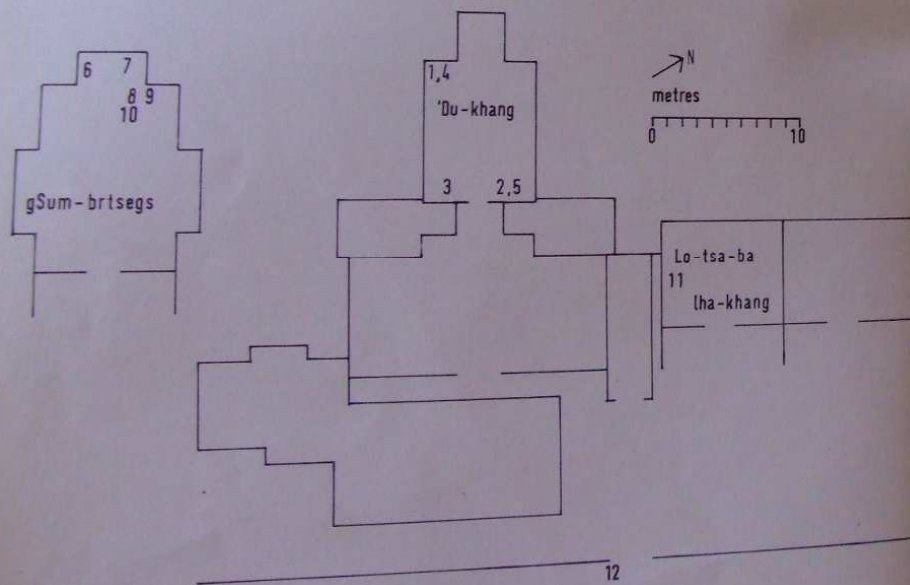 6 7
8 9
10
gSum-brtsegs
1,4
'Du-khang
3 2,5
N
metres
0 10
Lo-tsa-ba
11
lha-khang
12